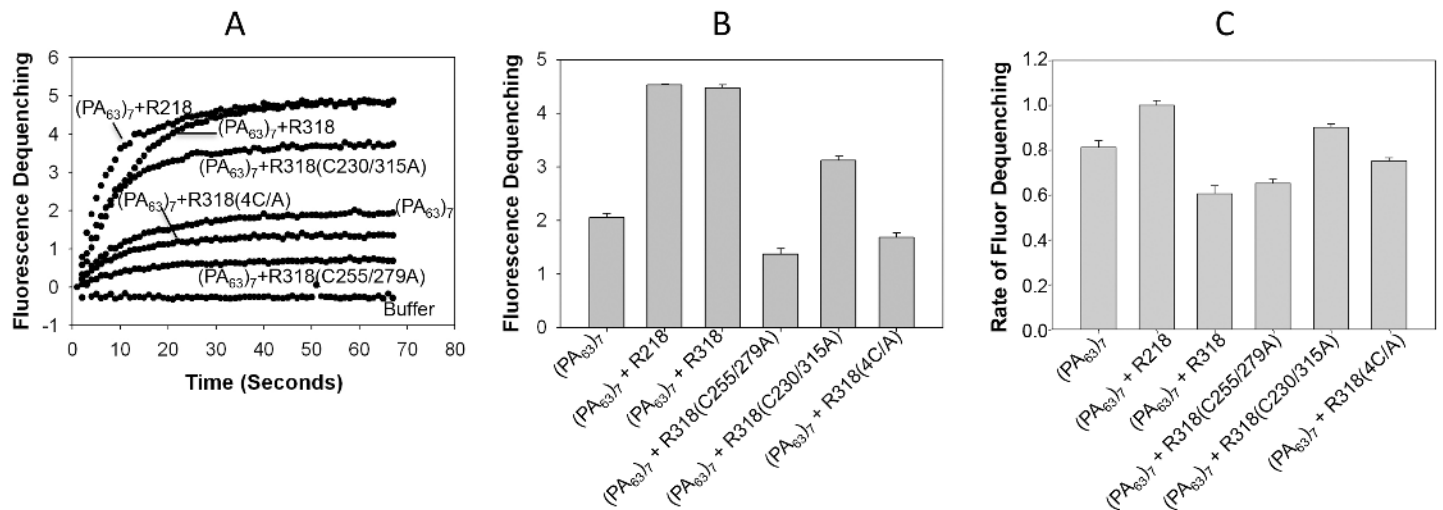 A
Fluorescence Dequenching
6
5
4
3
2
1
0
-1
(PA63)7+R218
(PA63)7+R318
(PA63)7+R318(C230/315A)
(PA63)7+R318(4C/A)
(PA63)7
(PA63)7+R318(C255/279A)
Buffer
0 10 20 30 40 50 60 70 80
Time (Seconds)
B
Fluorescence Dequenching
5
4
3
2
1
0
(PA63)7
(PA63)7 + R218
(PA63)7 + R318
(PA63)7 + R318(C255/279A)
(PA63)7 + R318(C230/315A)
(PA63)7 + R318(4C/A)
C
Rate of Fluor Dequenching
1.2
1.0
0.8
0.6
0.4
0.2
0.0
(PA63)7
(PA63)7 + R218
(PA63)7 + R318
(PA63)7 + R318(C255/279A)
(PA63)7 + R318(C230/315A)
(PA63)7 + R318(4C/A)